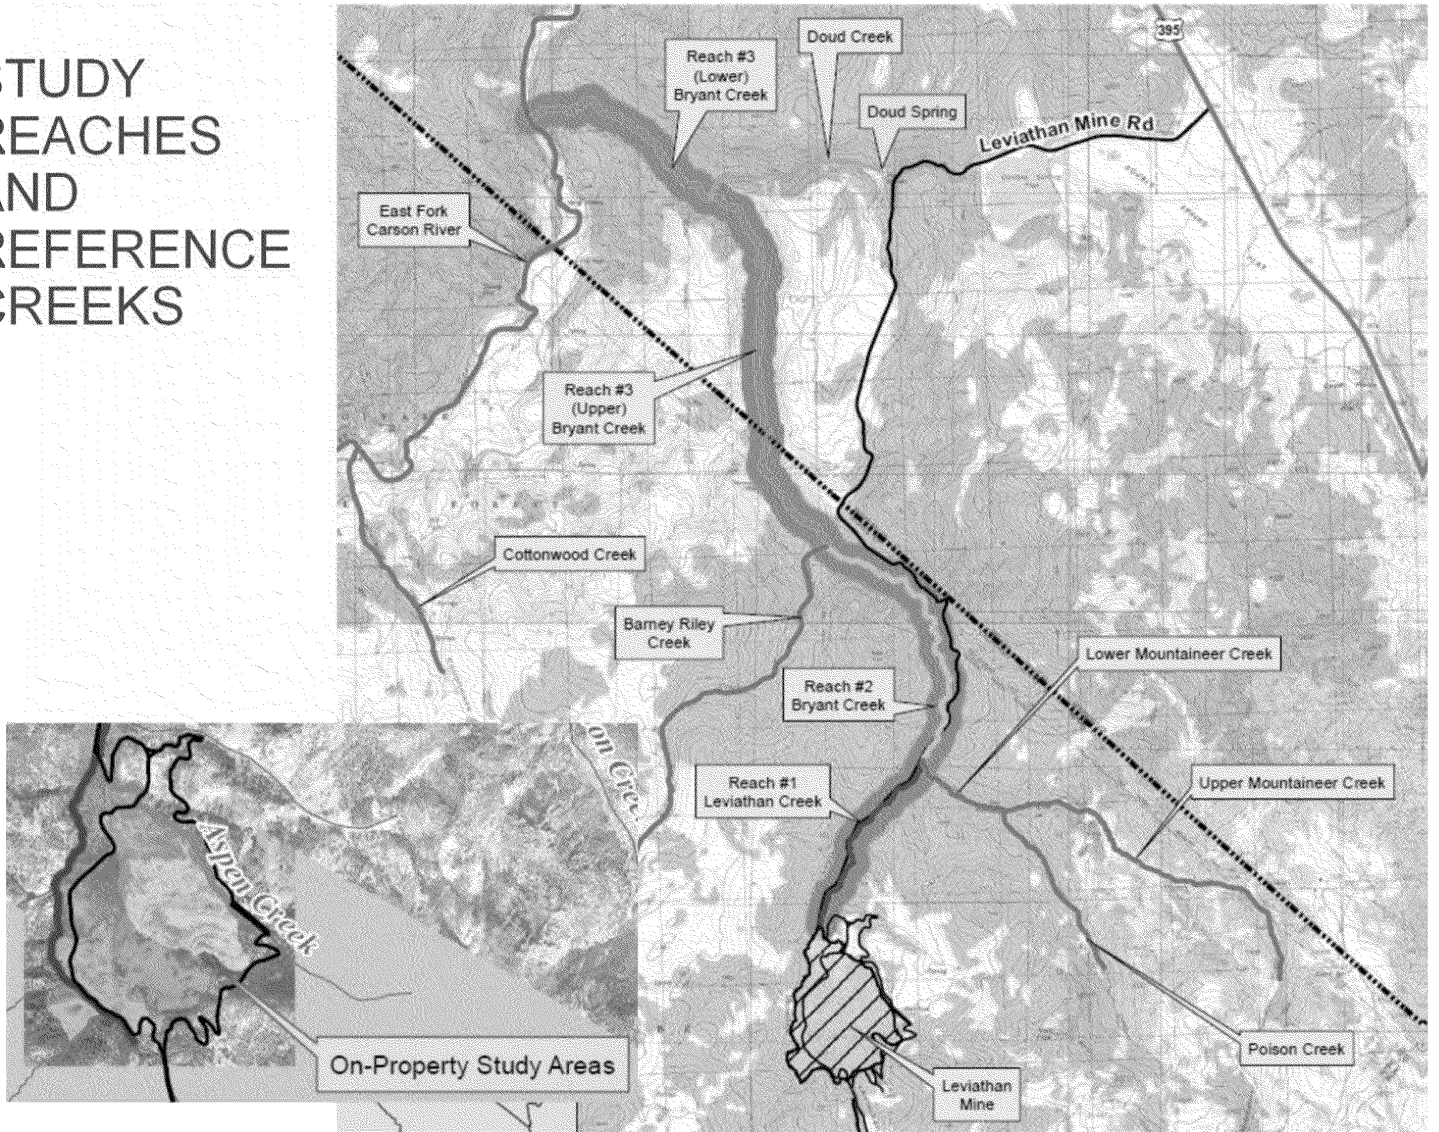 STUDY
REACHES
AND
REFERENCE
CREEKS
395
Doud Creek
Reach #3
(Lower)
Bryant Creek
Doud Spring
Leviathan Mine Rd
East Fork
Carson River
Reach #3
(Upper)
Bryant Creek
Cottonwood Creek
Barney Riley
Creek
Lower Mountaineer Creek
Reach #2
Bryant Creek
Reach #1
Leviathan Creek
Upper Mountaineer Creek
on Cree
Aspen Creek
On-Property Study Areas
Poison Creek
Leviathan
Mine